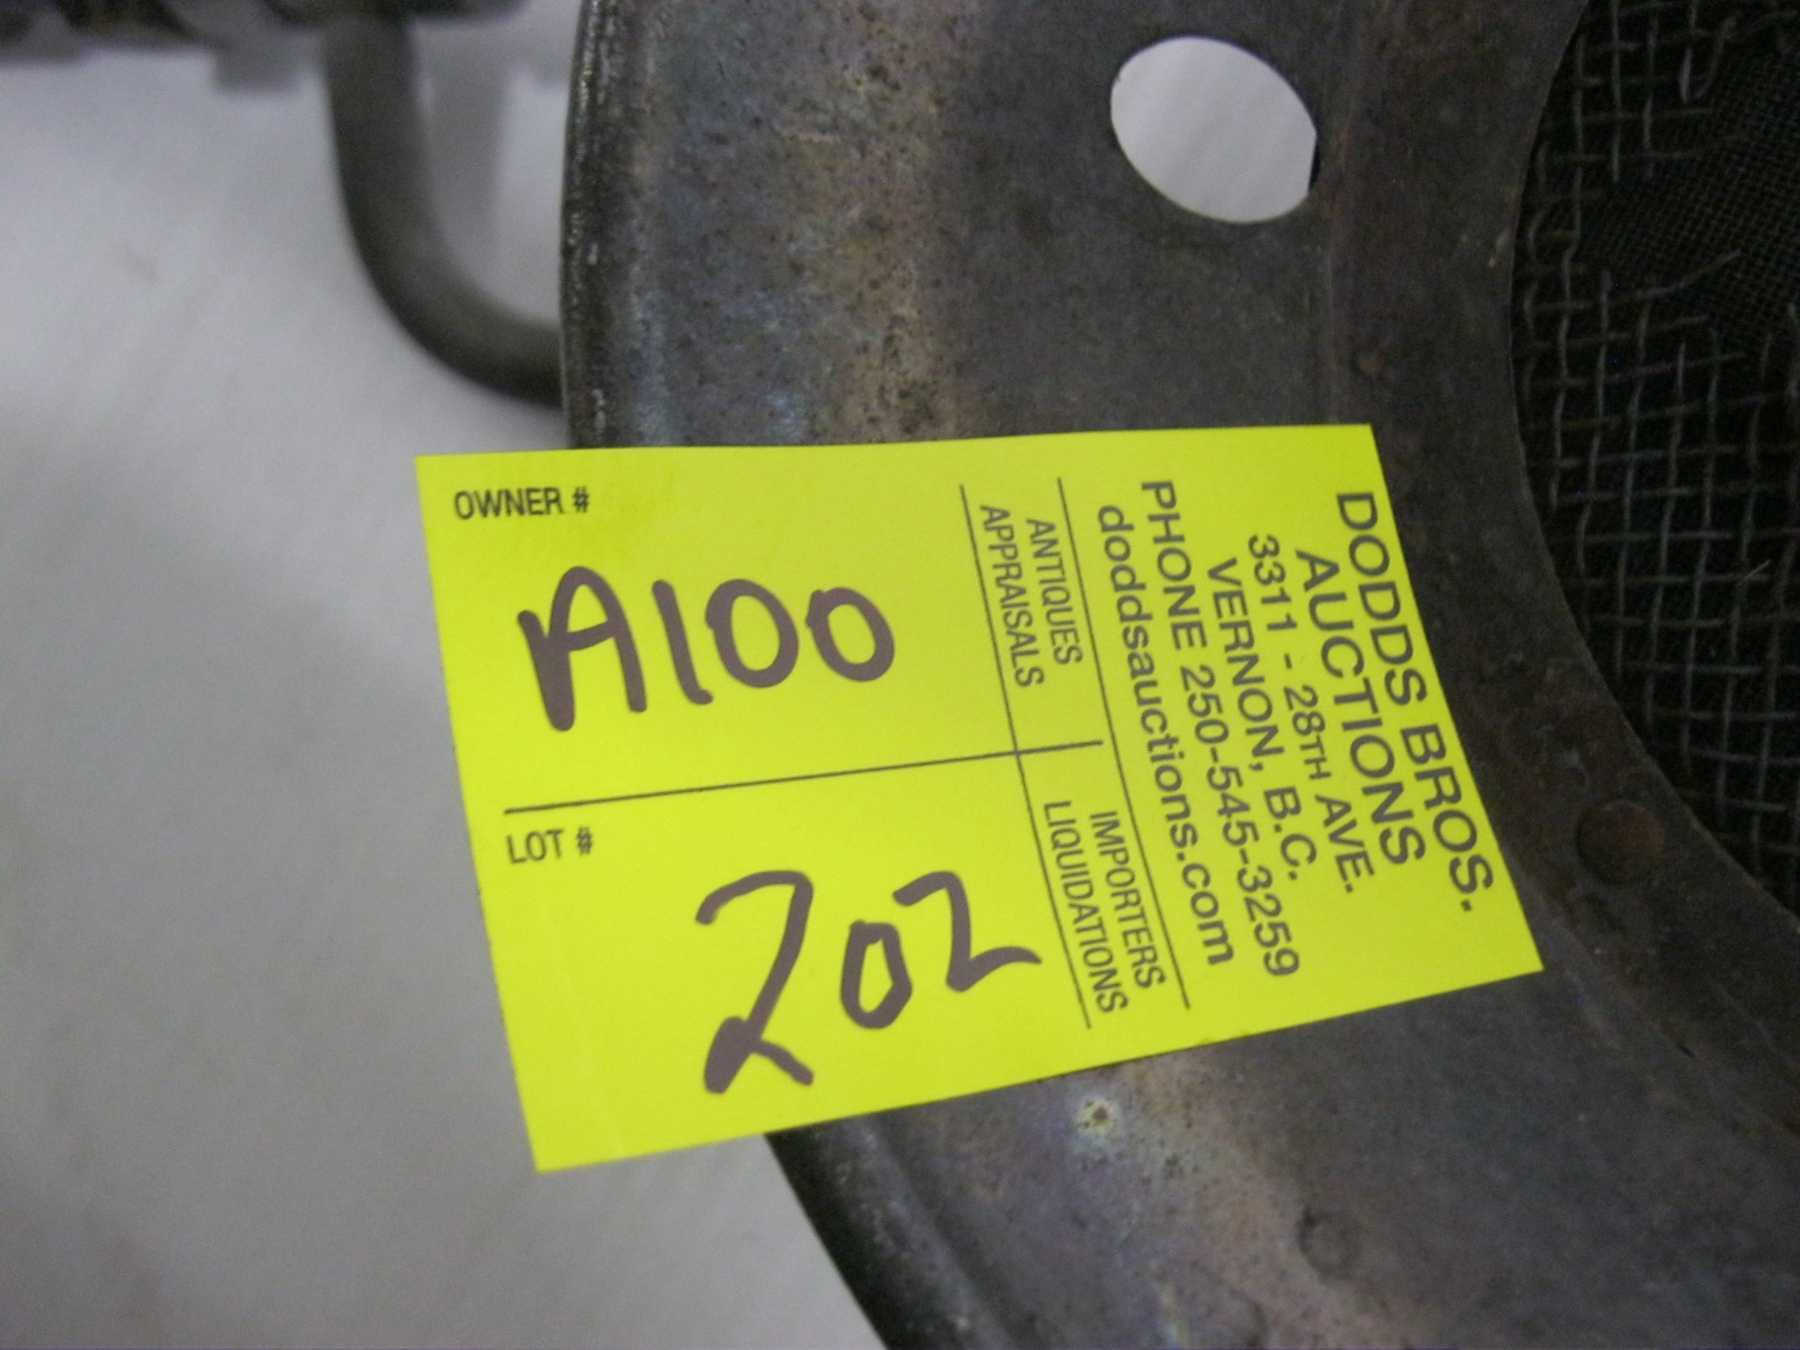 OWNER #
A100
LOT #
202
DODDS BROS.
AUCTIONS
3311 - 28TH AVE.
VERNON, B.C.
PHONE 250-545-3259
doddsauctions.com
ANTIQUES
APPRAISALS
IMPORTERS
LIQUIDATIONS